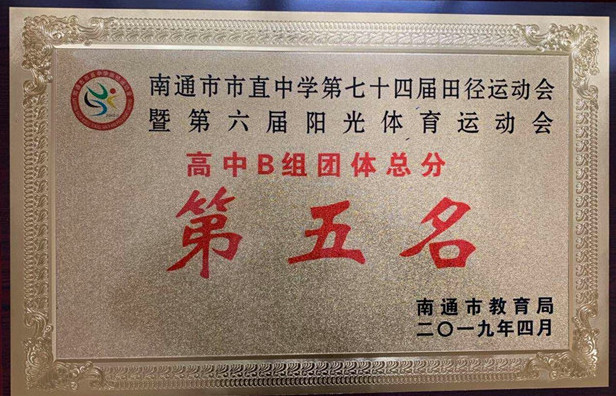 南通市市直中学第七十四届田径运动会
暨第六届阳光体育运动会
高中B组团体总分
第五名
南通市教育局
二〇一九年四月